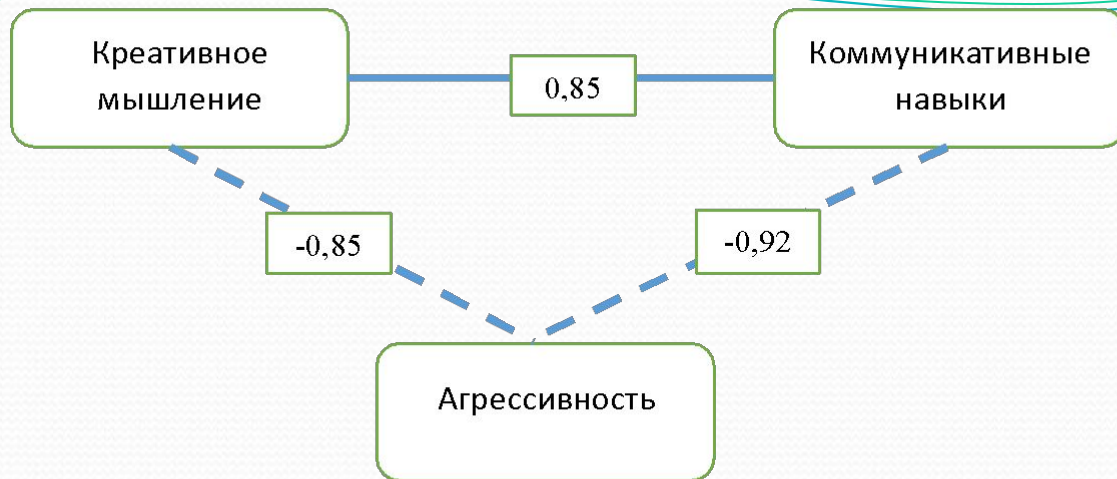 Креативное
мышление
0,85
Коммуникативные
навыки
-0,85
-0,92
Агрессивность